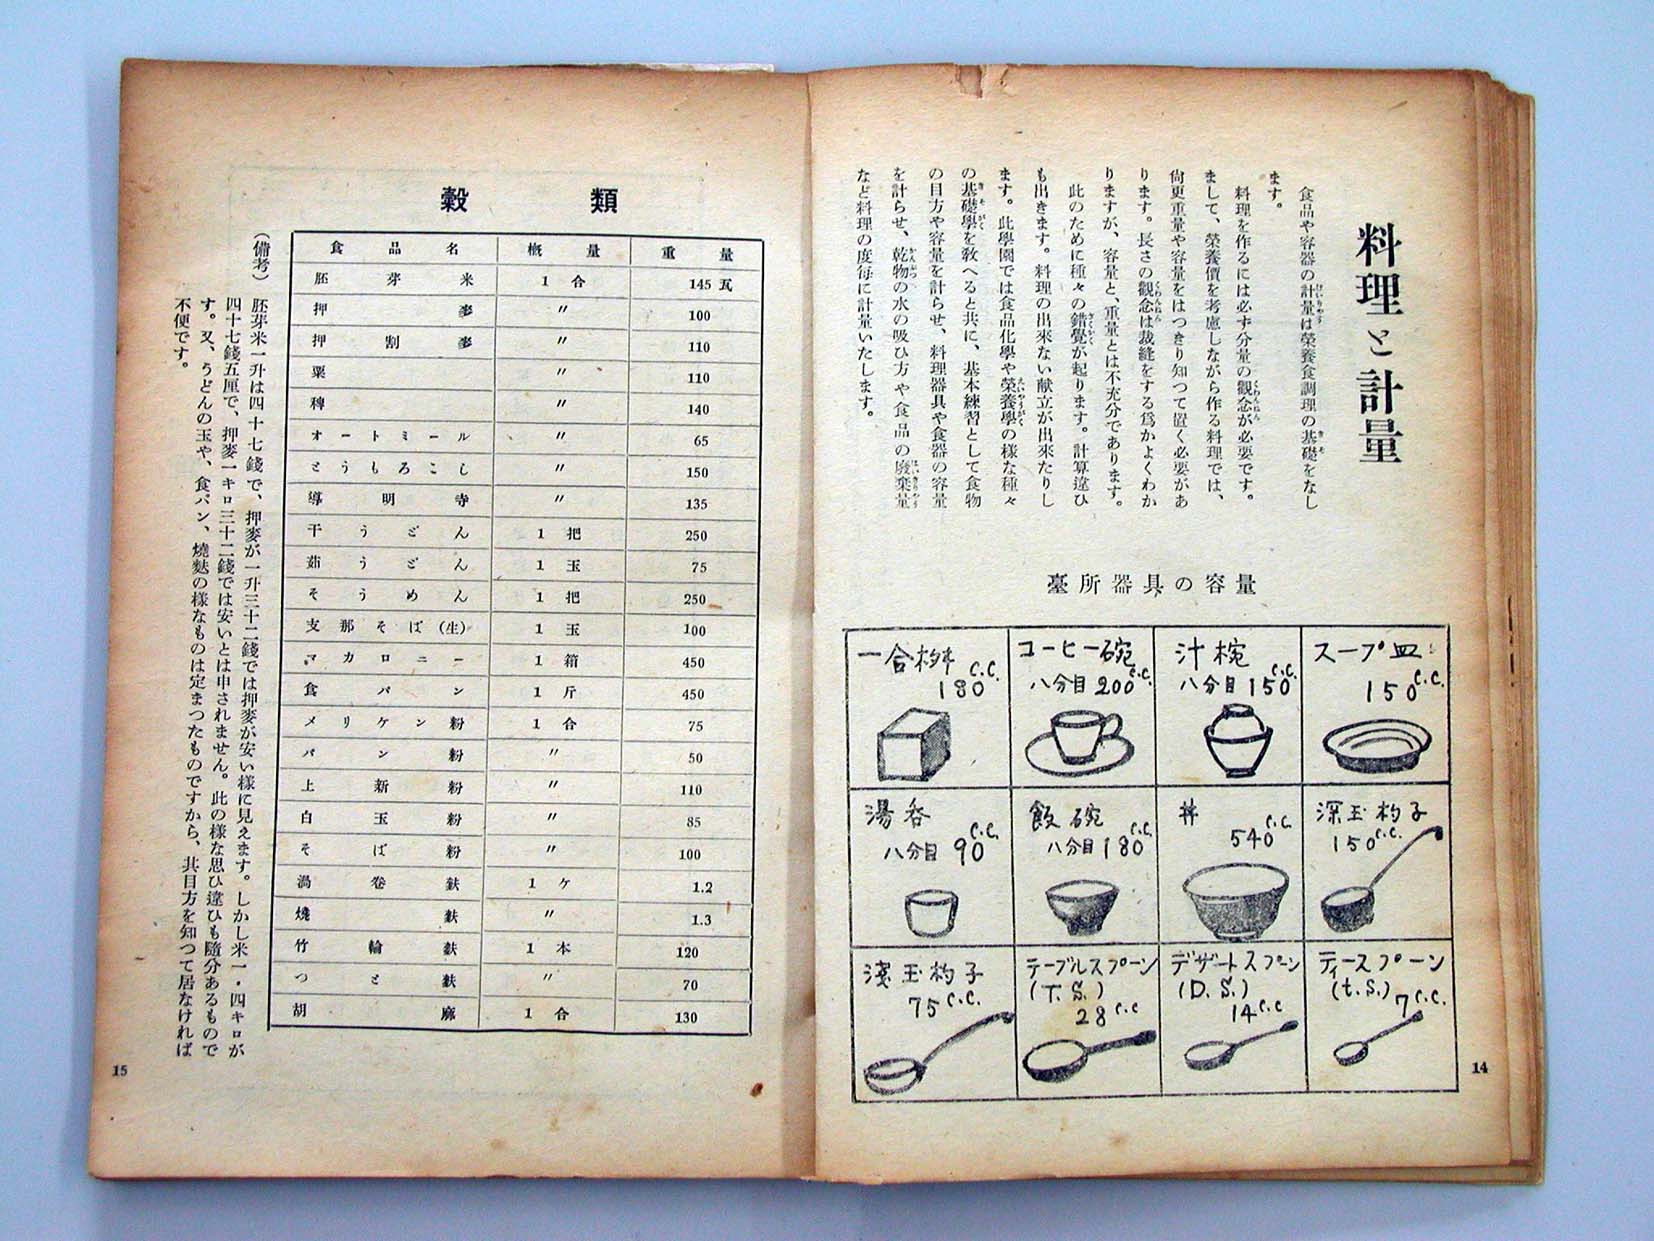 料理と計量
食品や容器の計量は榮養食調理の基礎をなし
ます。
料理を作るには必ず分量の觀念が必要です。
まして、榮養價を考慮しながら作る料理では、
尙更重量や容量をはつきり知つて置く必要があ
ります。長さの觀念は裁縫をする爲かよくわか
りますが、容量と、重量とは不充分であります。
此のために種々の錯覺が起ります。計算違ひ
も出きます。料理の出來ない献立が出來たりし
ます。此學園では食品化學や榮養學の樣な種々
の基礎學を敎へると共に、基本練習として食物
の目方や容量を計らせ、料理器具や食器の容量
を計らせ、乾物の水の吸ひ方や食品の廢棄量
など料理の度每に計量いたします。
臺所器具の容量
一合桝 180c.c.
コーヒー碗 八分目 200c.c.
汁椀 八分目 150c.c.
スープ皿 150c.c.
湯呑 八分目 90c.c.
飯碗 八分目 180c.c.
丼 540c.c.
深玉杓子 150c.c.
淺玉杓子 75c.c.
テーブルスプーン (T.S.) 28c.c
デザートスプーン (D.S.) 14c.c
ティースプーン (t.s.) 7c.c.
14
穀類
食品名 概量 重量
胚芽米 1合 145瓦
押麥 〃 100
押割麥 〃 110
粟 〃 110
稗 〃 140
オートミール 〃 65
とうもろこし 〃 150
導明寺 〃 135
干うどん 1把 250
茹うどん 1玉 75
そうめん 1把 250
支那そば(生) 1玉 100
マカロニー 1箱 450
食パン 1斤 450
メリケン粉 1合 75
パン粉 〃 50
上新粉 〃 110
白玉粉 〃 85
そば粉 〃 100
渦卷麸 1ケ 1.2
燒麸 〃 1.3
竹輪麸 1本 120
つと麸 〃 70
胡麻 1合 130
(備考) 胚芽米一升は四十七錢で、押麥が一升三十二錢では押麥が安い樣に見えます。しかし米一・四キロが
四十七錢五厘で、押麥一キロ三十二錢では安いとは申されません。此の樣な思ひ違ひも隨分あるもので
す。又、うどんの玉や、食パン、燒麩の樣なものは定まつたものですから、其目方を知つて居なければ
不便です。
15